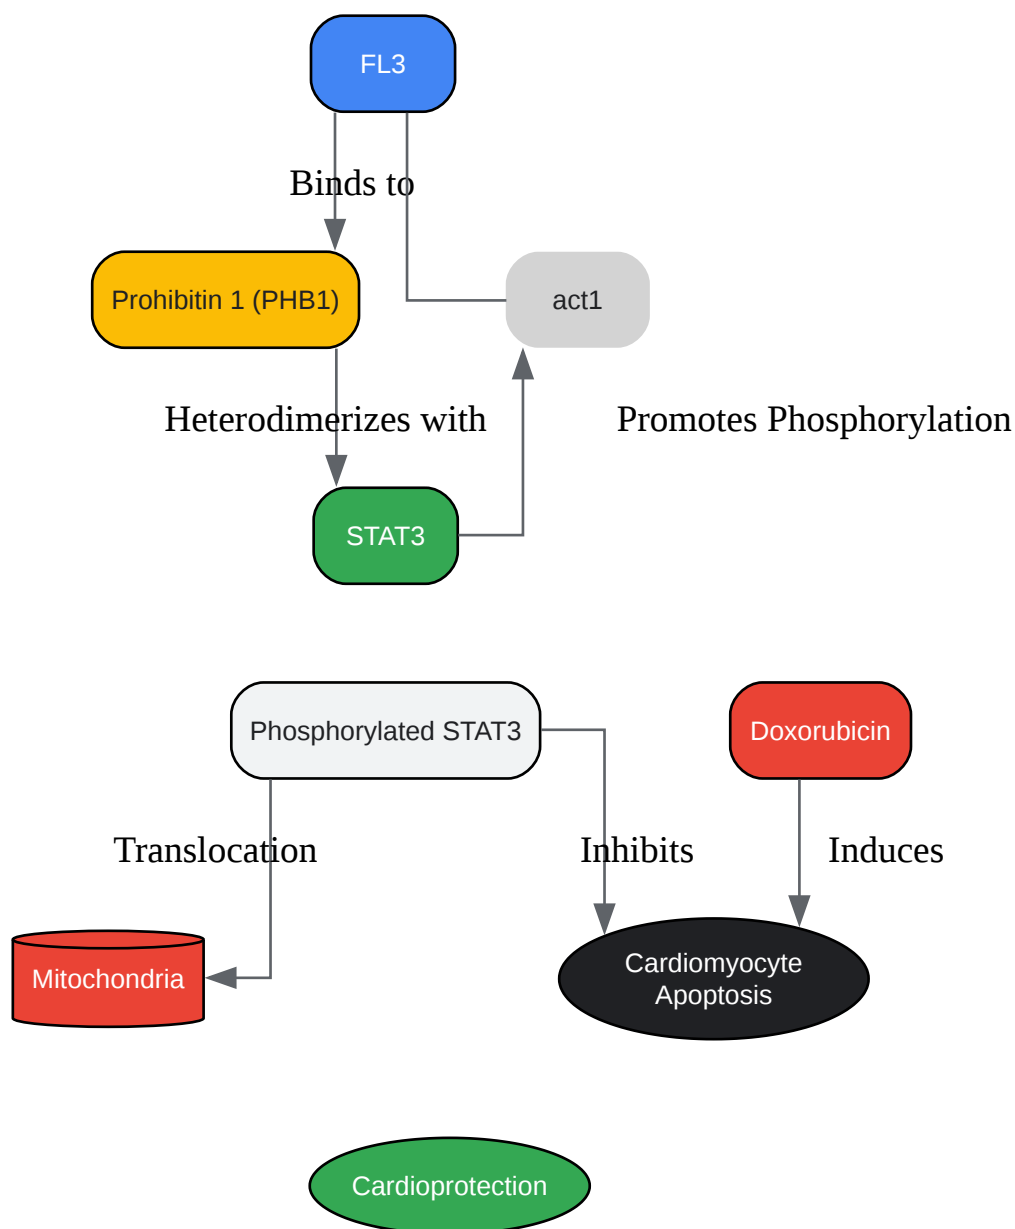 FL3
Binds to
Prohibitin 1 (PHB1)
act1
Heterodimerizes with
Promotes Phosphorylation
STAT3
Phosphorylated STAT3
Doxorubicin
Translocation
Inhibits
Induces
Mitochondria
Cardiomyocyte
Apoptosis
Cardioprotection